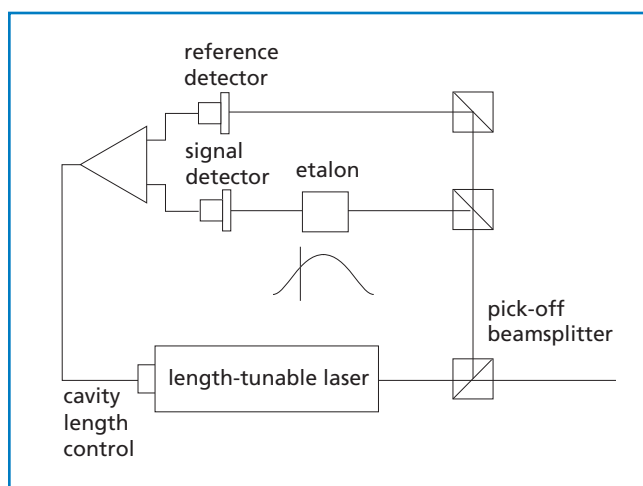 reference
detector
signal
detector
etalon
pick-off
beamsplitter
length-tunable laser
cavity
length
control